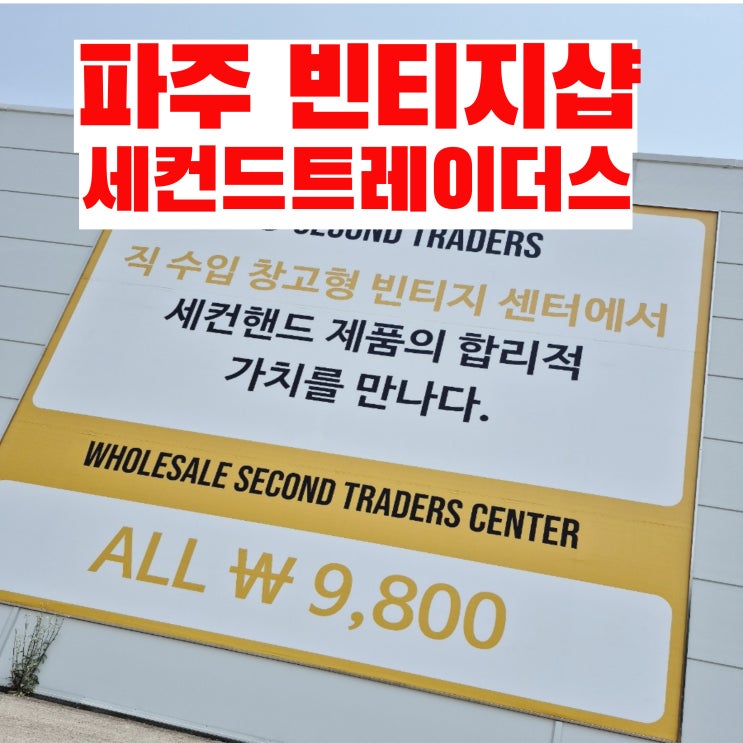 파주 빈티지샵
세컨드트레이더스
SECOND TRADERS
직 수입 창고형 빈티지 센터에서
세컨핸드 제품의 합리적
가치를 만나다.
WHOLESALE SECOND TRADERS CENTER
ALL ₩ 9,800